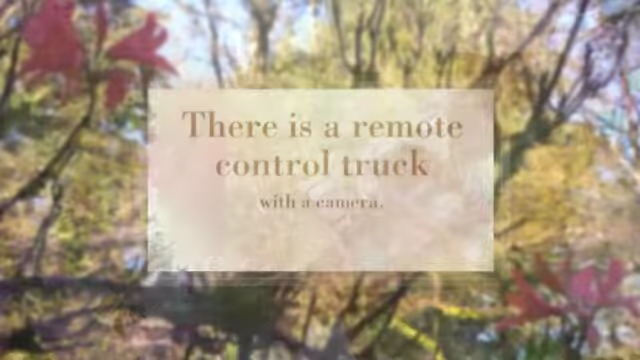 There is a remote
control truck
with a camera.